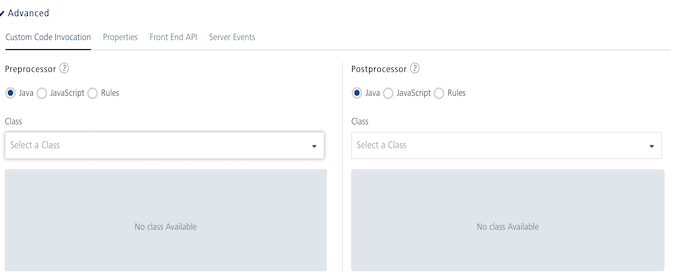 Advanced
Custom Code Invocation Properties Front End API Server Events
Preprocessor ?
Java JavaScript Rules
Class
Select a Class
No class Available
Postprocessor ?
Java JavaScript Rules
Class
Select a Class
No class Available